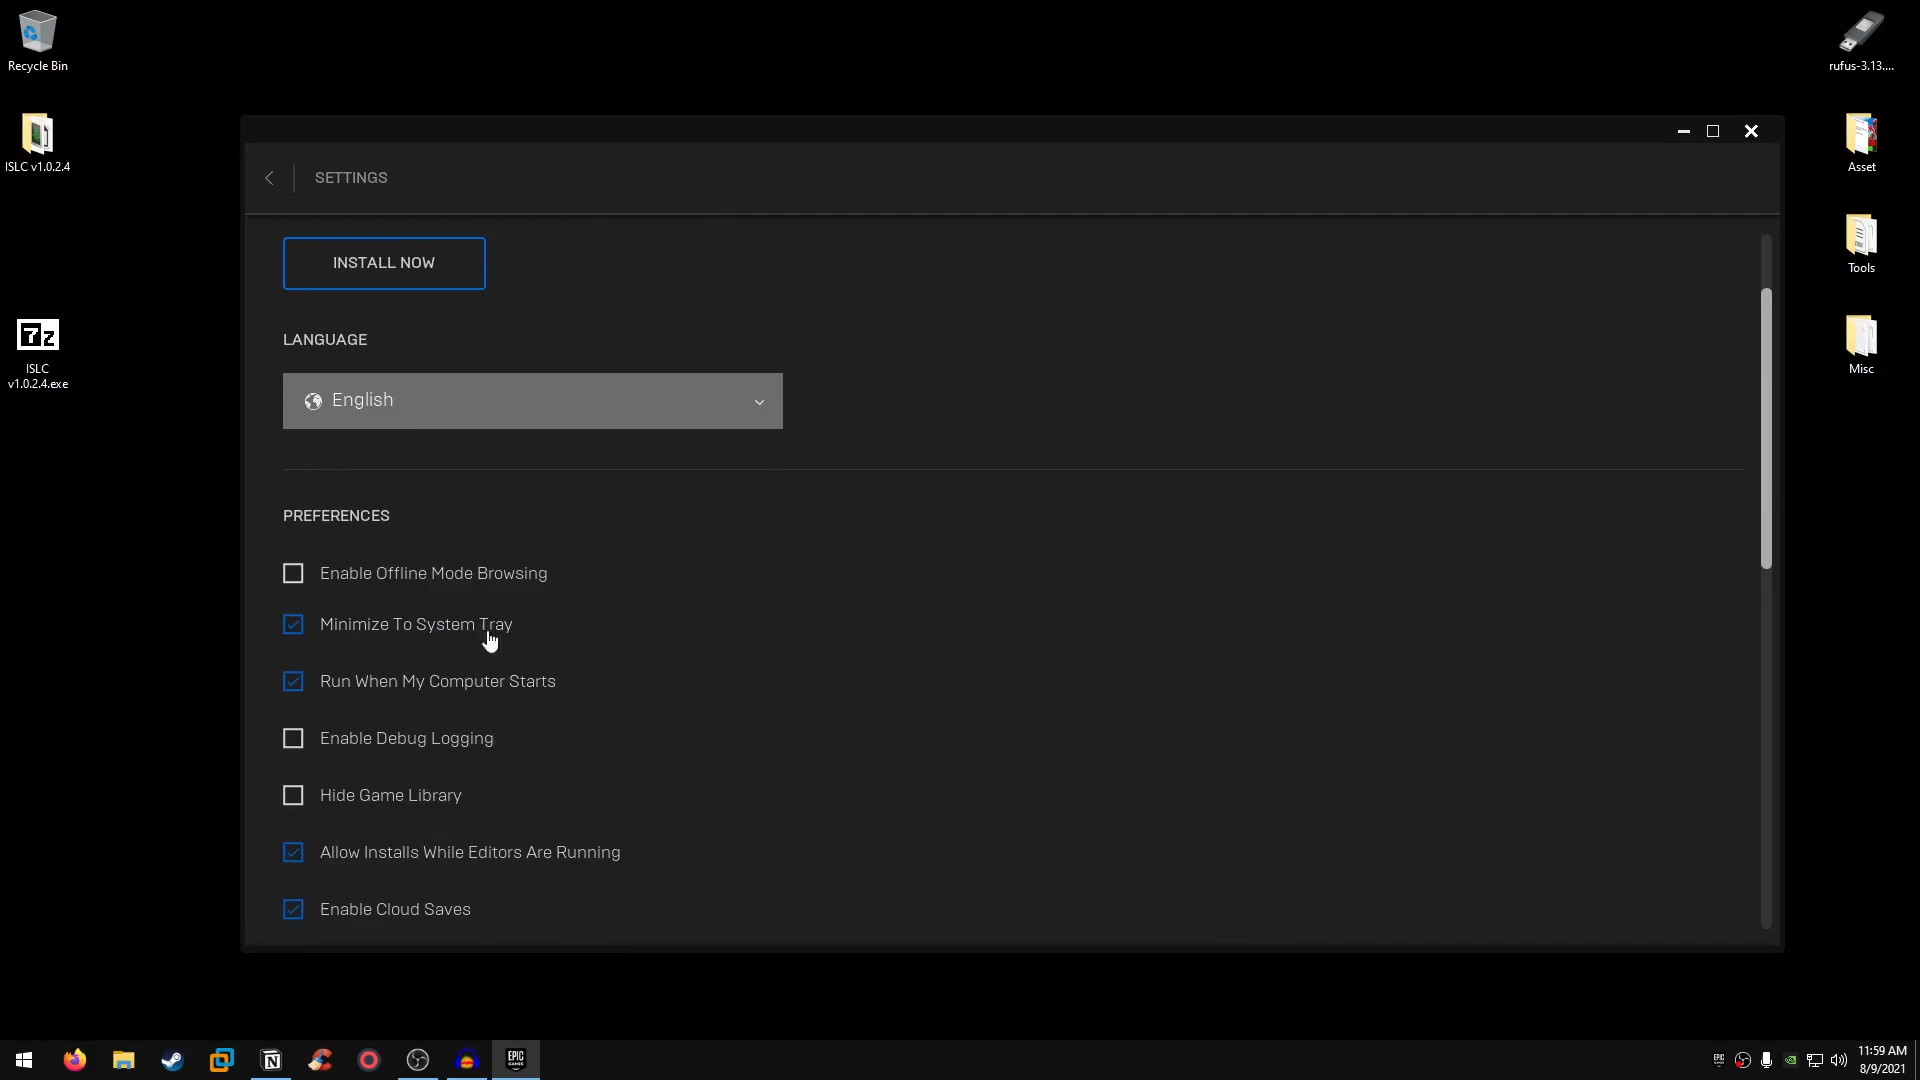 Recycle Bin
rufus-3.13....
ISLC v1.0.2.4
Asset
SETTINGS
INSTALL NOW
Tools
LANGUAGE
English
ISLC
v1.0.2.4.exe
7z
Misc
PREFERENCES
Enable Offline Mode Browsing
Minimize To System Tray
Run When My Computer Starts
Enable Debug Logging
Hide Game Library
Allow Installs While Editors Are Running
Enable Cloud Saves
EPIC
GAMES
11:59 AM
8/9/2021